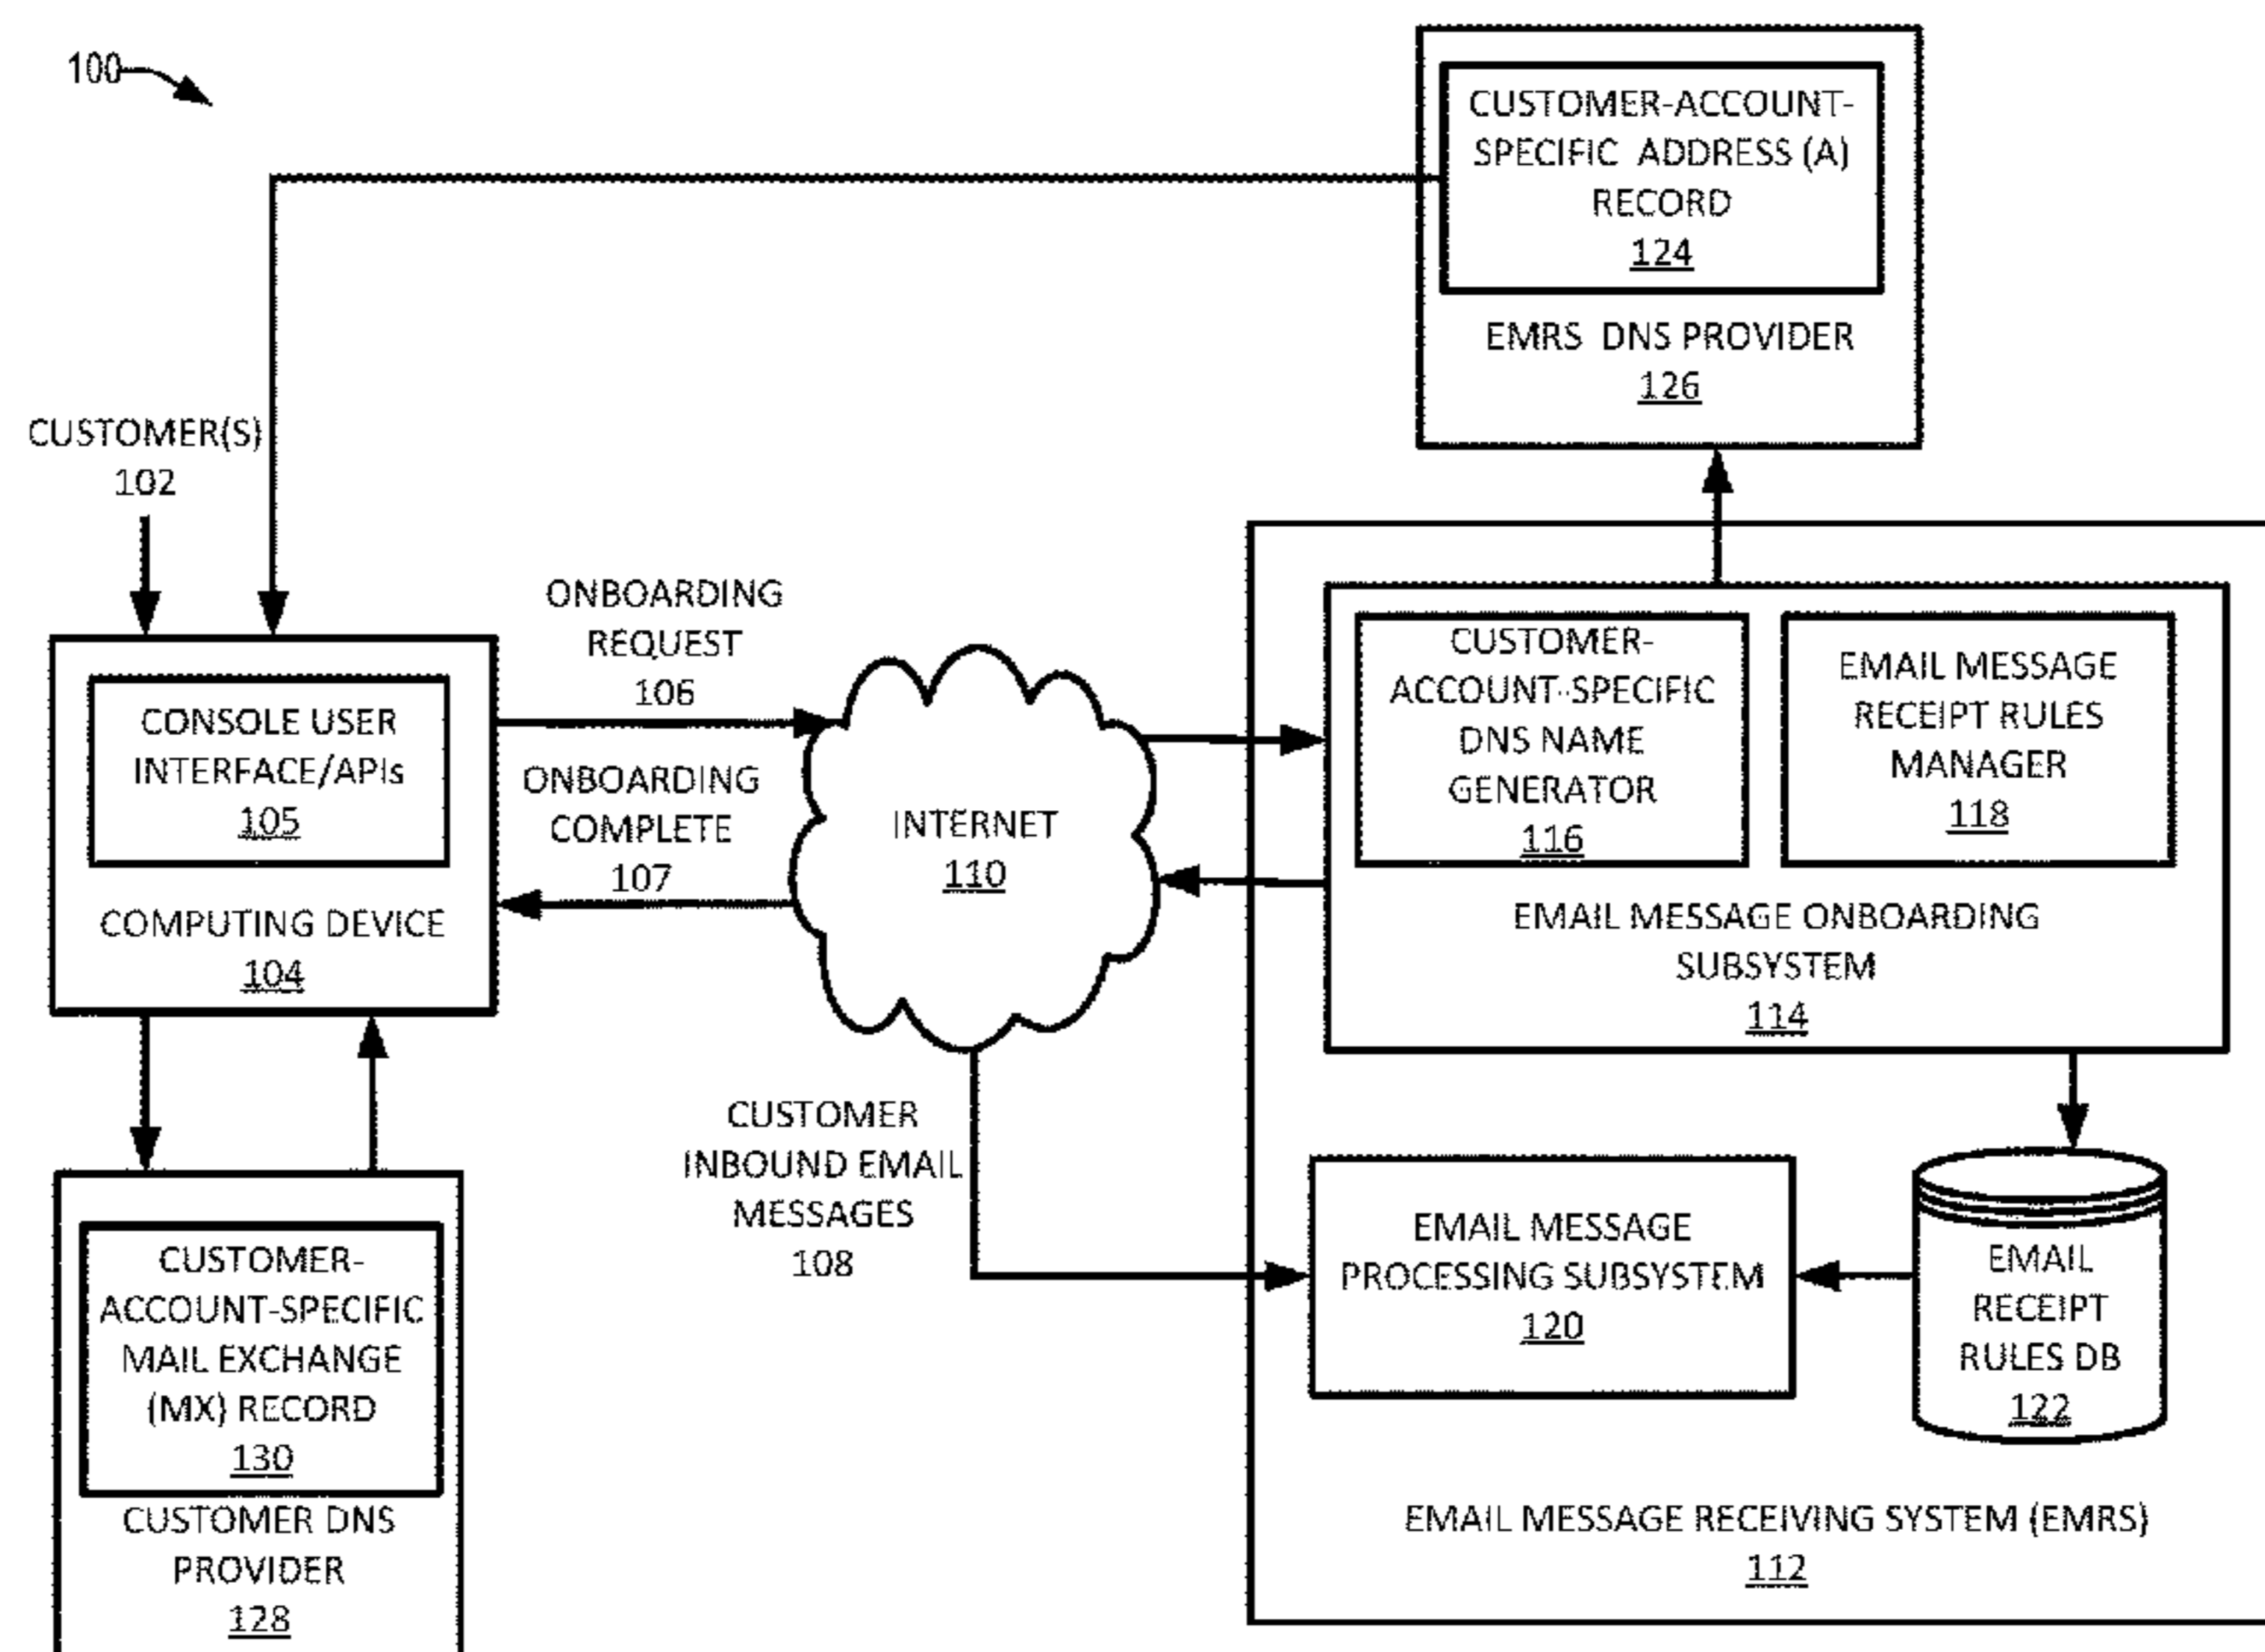 100
CUSTOMER-ACCOUNT-
SPECIFIC ADDRESS (A)
RECORD
124
EMRS DNS PROVIDER
126
CUSTOMER(S)
102
ONBOARDING
REQUEST
106
CONSOLE USER
INTERFACE/APIs
105
COMPUTING DEVICE
104
ONBOARDING
COMPLETE
107
INTERNET
110
CUSTOMER-
ACCOUNT-SPECIFIC
DNS NAME
GENERATOR
116
EMAIL MESSAGE
RECEIPT RULES
MANAGER
118
EMAIL MESSAGE ONBOARDING
SUBSYSTEM
114
CUSTOMER
INBOUND EMAIL
MESSAGES
108
EMAIL MESSAGE
PROCESSING SUBSYSTEM
120
EMAIL
RECEIPT
RULES DB
122
EMAIL MESSAGE RECEIVING SYSTEM (EMRS)
112
CUSTOMER-
ACCOUNT-SPECIFIC
MAIL EXCHANGE
(MX) RECORD
130
CUSTOMER DNS
PROVIDER
128